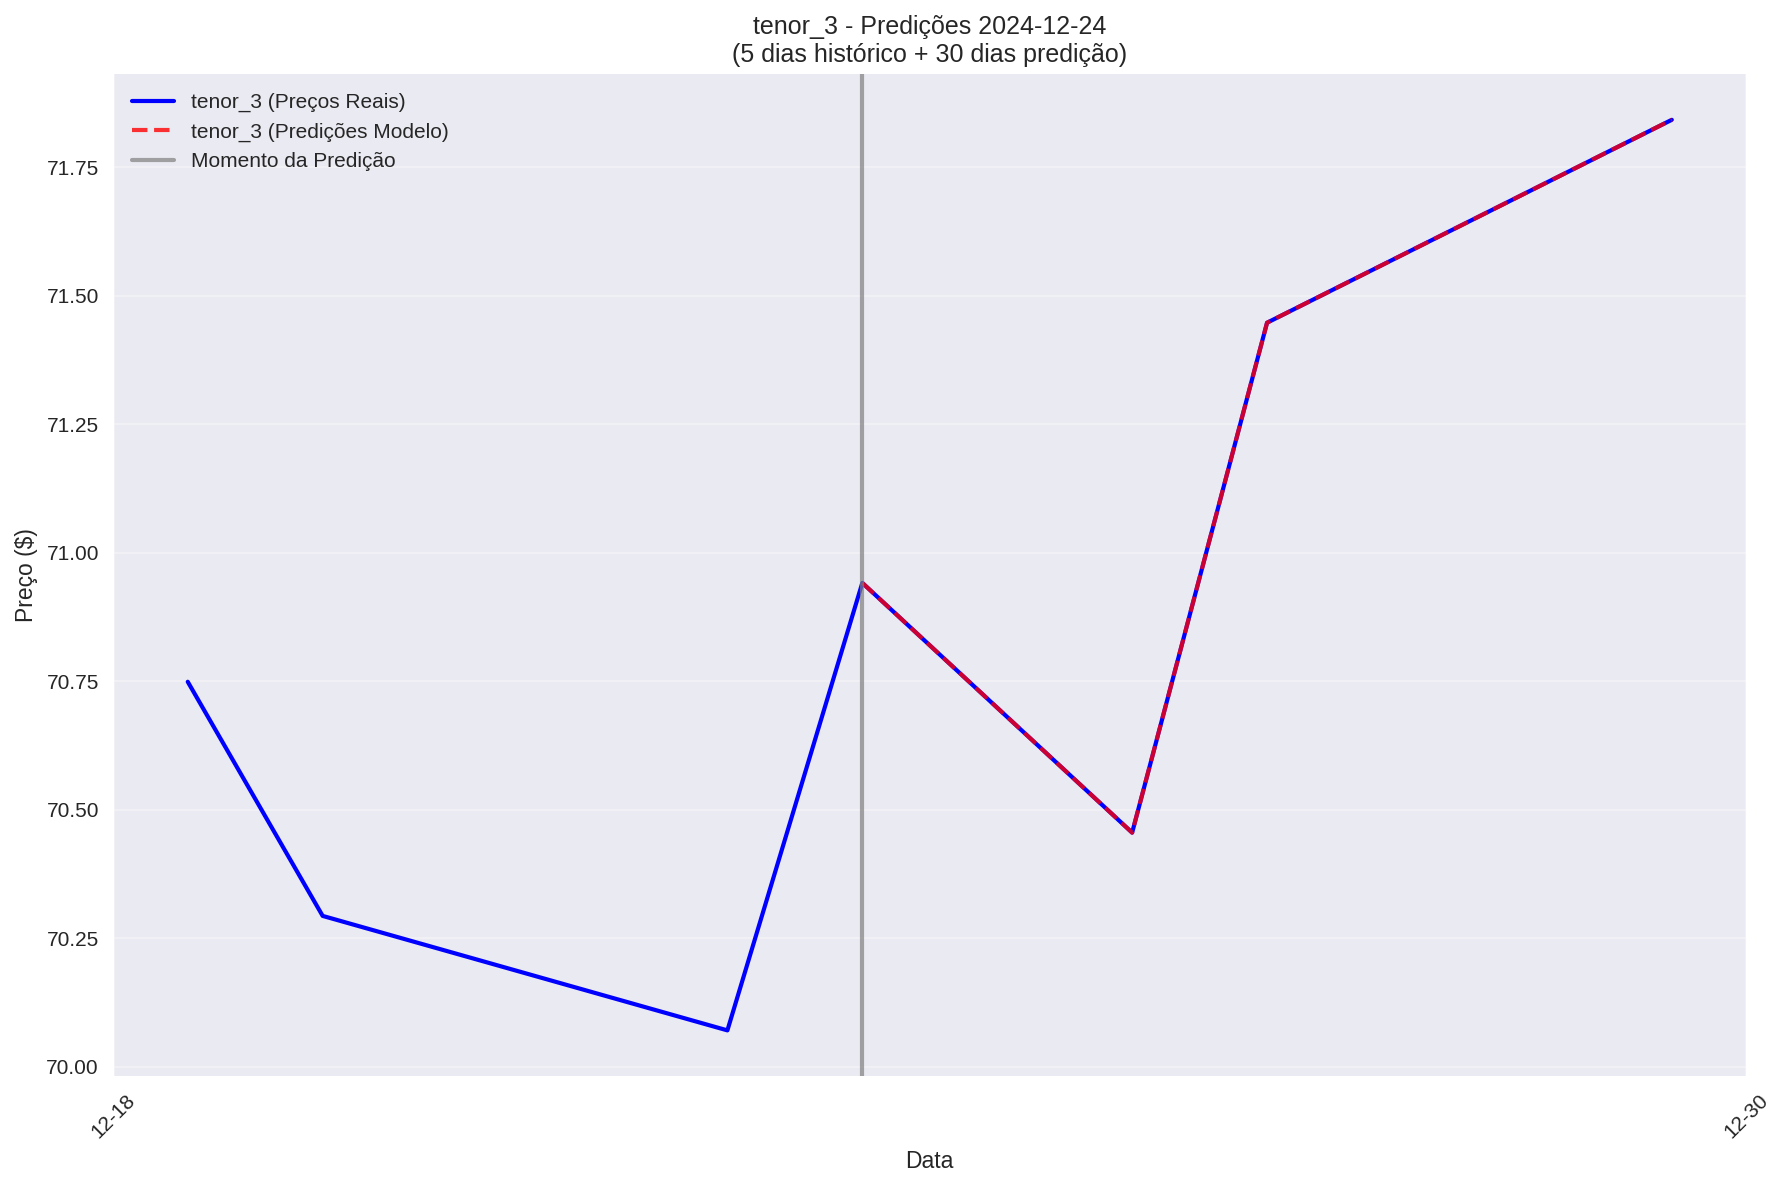 tenor_3 - Predições 2024-12-24
(5 dias histórico + 30 dias predição)
tenor_3 (Preços Reais)
tenor_3 (Predições Modelo)
Momento da Predição
Preço ($)
71.75
71.50
71.25
71.00
70.75
70.50
70.25
70.00
12-18
12-30
Data